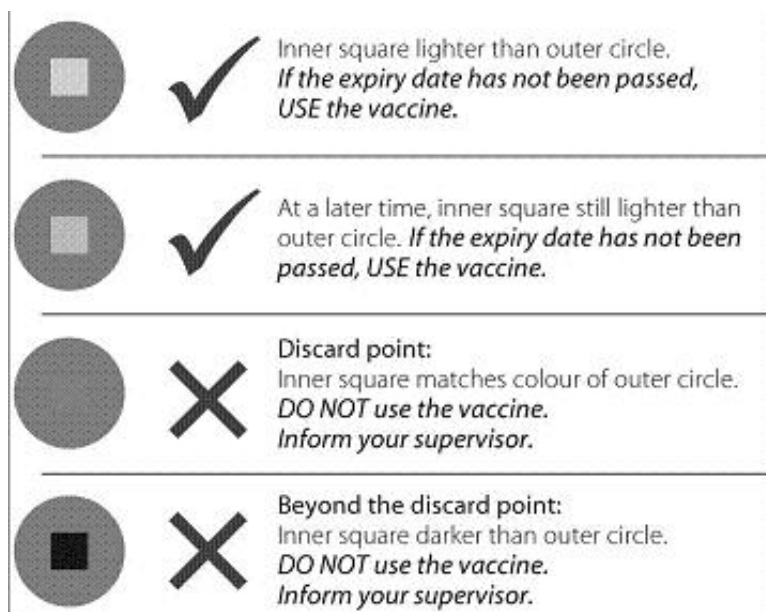 Inner square lighter than outer circle.
If the expiry date has not been passed,
USE the vaccine.
At a later time, inner square still lighter than
outer circle. If the expiry date has not been
passed, USE the vaccine.
Discard point:
Inner square matches colour of outer circle.
DO NOT use the vaccine.
Inform your supervisor.
Beyond the discard point:
Inner square darker than outer circle.
DO NOT use the vaccine.
Inform your supervisor.